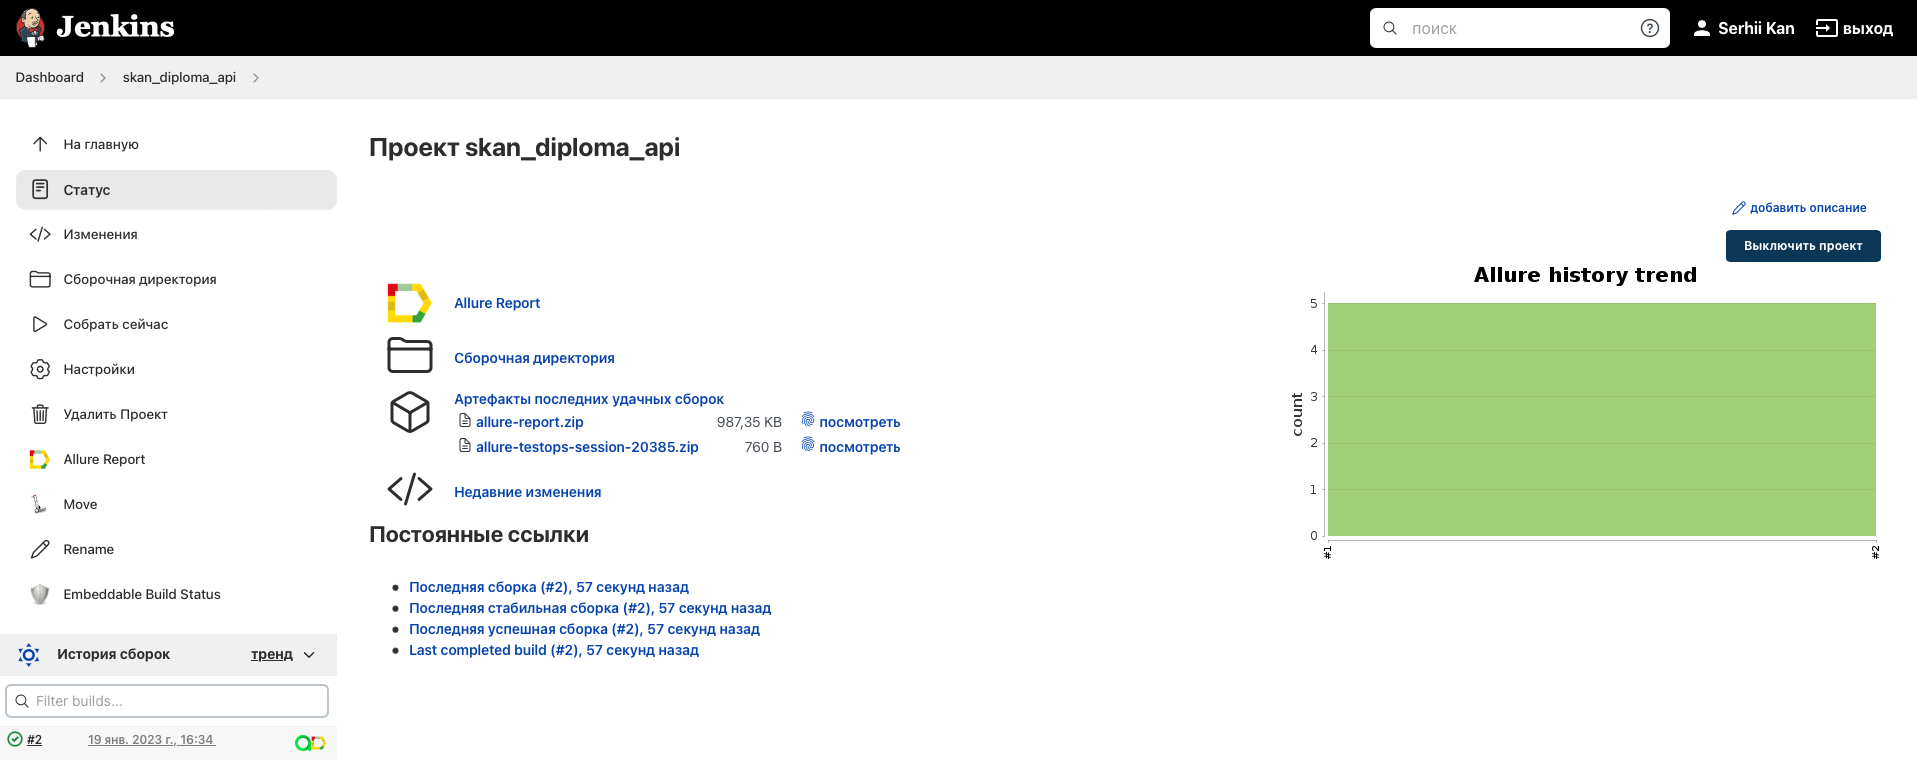 Jenkins
поиск
Serhii Kan
выход
Dashboard
skan_diploma_api
На главную
Статус
Изменения
Сборочная директория
Собрать сейчас
Настройки
Удалить Проект
Allure Report
Move
Rename
Embeddable Build Status
История сборок
тренд
Filter builds...
#2
19 янв. 2023 г., 16:34
Проект skan_diploma_api
добавить описание
Выключить проект
Allure Report
Сборочная директория
Артефакты последних удачных сборок
allure-report.zip 987,35 KB посмотреть
allure-testops-session-20385.zip 760 B посмотреть
Недавние изменения
Постоянные ссылки
Последняя сборка (#2), 57 секунд назад
Последняя стабильная сборка (#2), 57 секунд назад
Последняя успешная сборка (#2), 57 секунд назад
Last completed build (#2), 57 секунд назад
Allure history trend
count
5
4
3
2
1
0
#1
#2